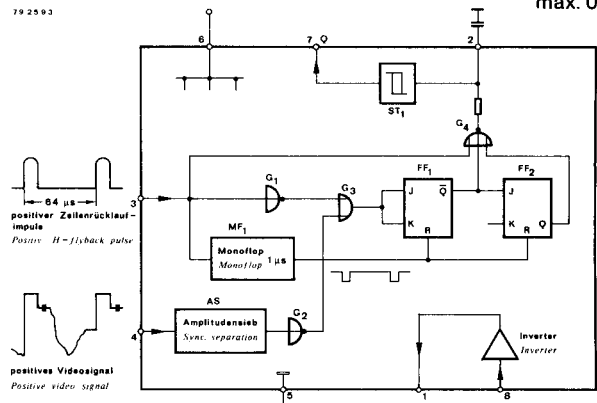 79 2593
max. 0
6
7 Q
2
ST1
G4
64 µs
3
positiver Zeilenrücklauf-
impuls
Positiv H-flyback pulse
G1
G3
FF1
FF2
J
Q
J
K
R
K
R
Q
MF1
Monoflop
Monoflop
1 µs
AS
Amplitudensieb
Sync. separation
G2
4
positives Videosignal
Positive video signal
Inverter
Inverter
5
1
8